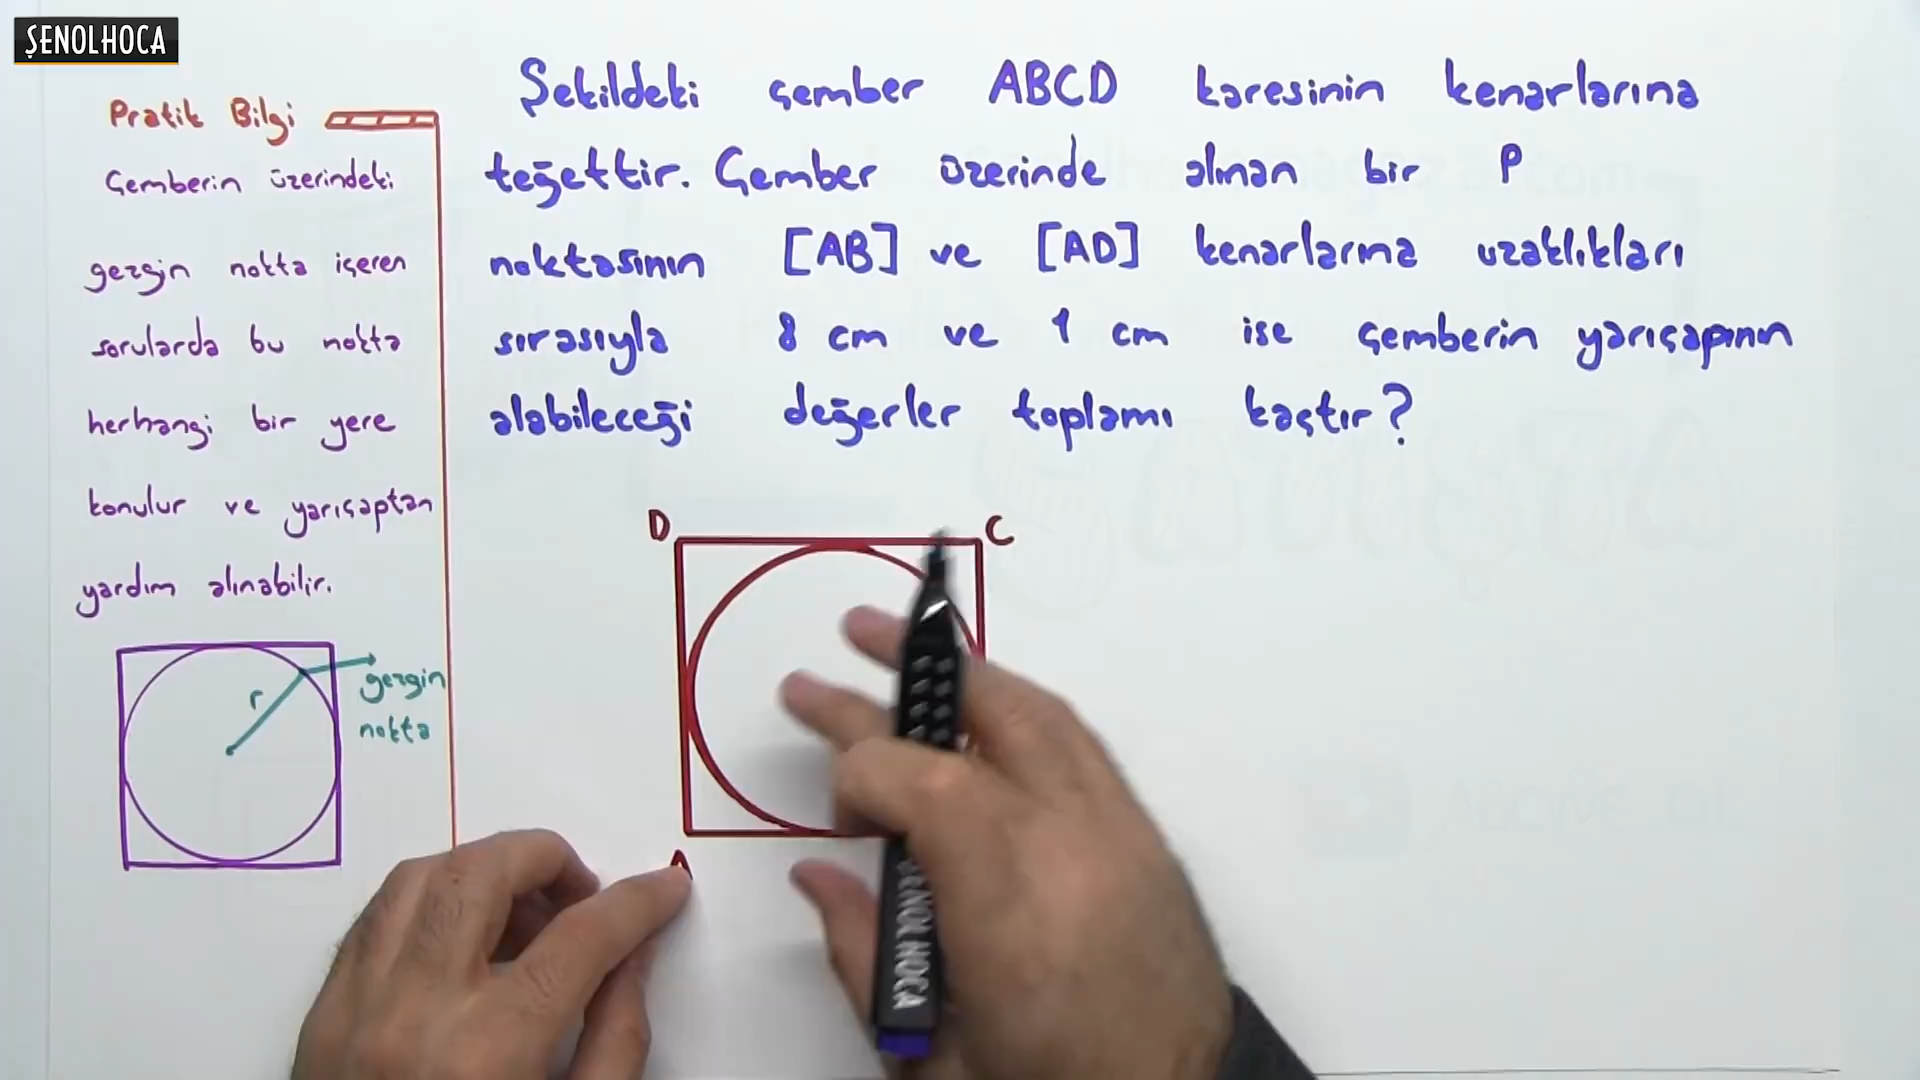 ŞENOLHOCA
Pratik Bilgi
Çemberin üzerindeki
gezgin nokta içeren
sorularda bu nokta
herhangi bir yere
konulur ve yarıçaptan
yardım alınabilir.
r
gezgin
nokta
Şekildeki çember ABCD karesinin kenarlarına
teğettir. Çember üzerinde alınan bir P
noktasının [AB] ve [AD] kenarlarına uzaklıkları
sırasıyla 8 cm ve 1 cm ise çemberin yarıçapının
alabileceği değerler toplamı kaçtır?
D C
A
ŞENOLHOCA